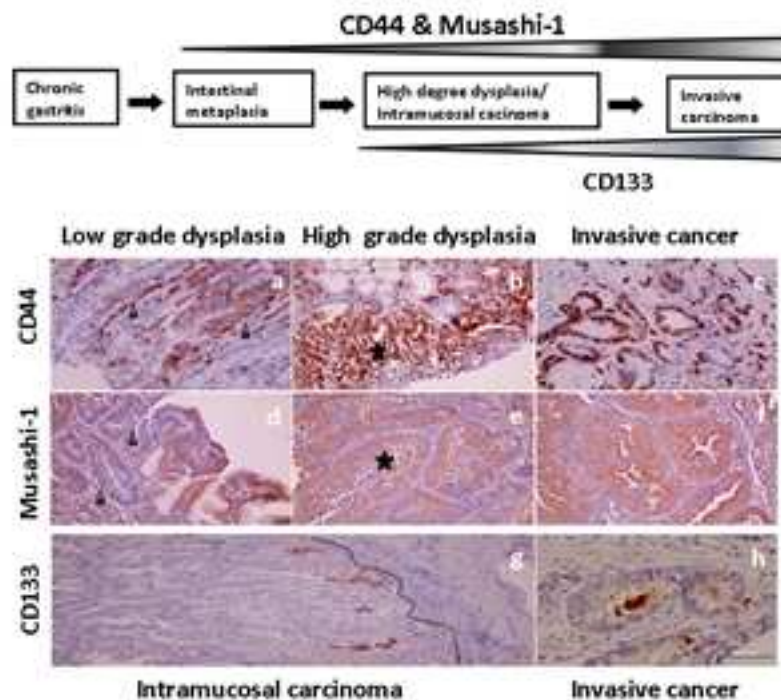 CD44 & Musashi-1
Chronic gastritis
Intestinal metaplasia
High degree dysplasia/
Intramucosal cacinoma
Invasive carcinoma
CD133
Low grade dysplasia High grade dysplasia Invasive cancer
CD44
a b c
Musashi-1
d e f
CD133
g h
Intramucosal carcinoma Invasive cancer